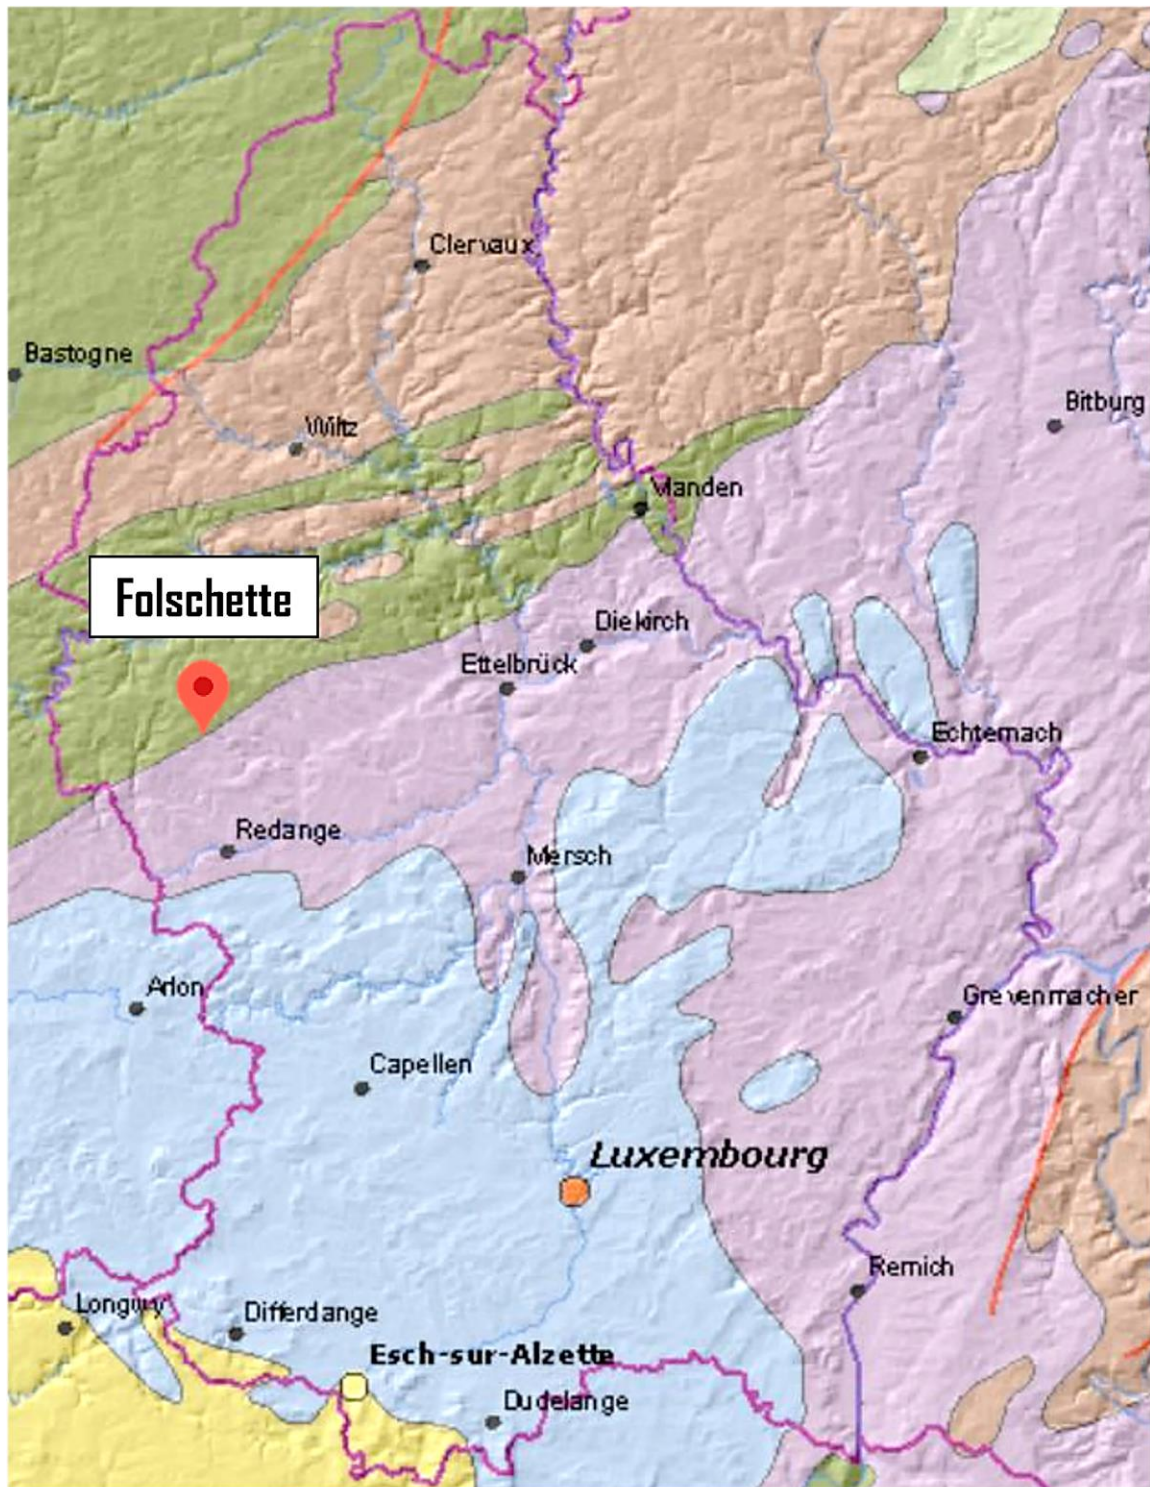 Clervaux
Bastogne
Bitburg
Wiltz
Vianden
Folschette
Diekirch
Ettelbrück
Echternach
Redange
Mersch
Arlon
Grevenmacher
Capellen
Luxembourg
Remich
Longwy
Differdange
Esch-sur-Alzette
Dudelange